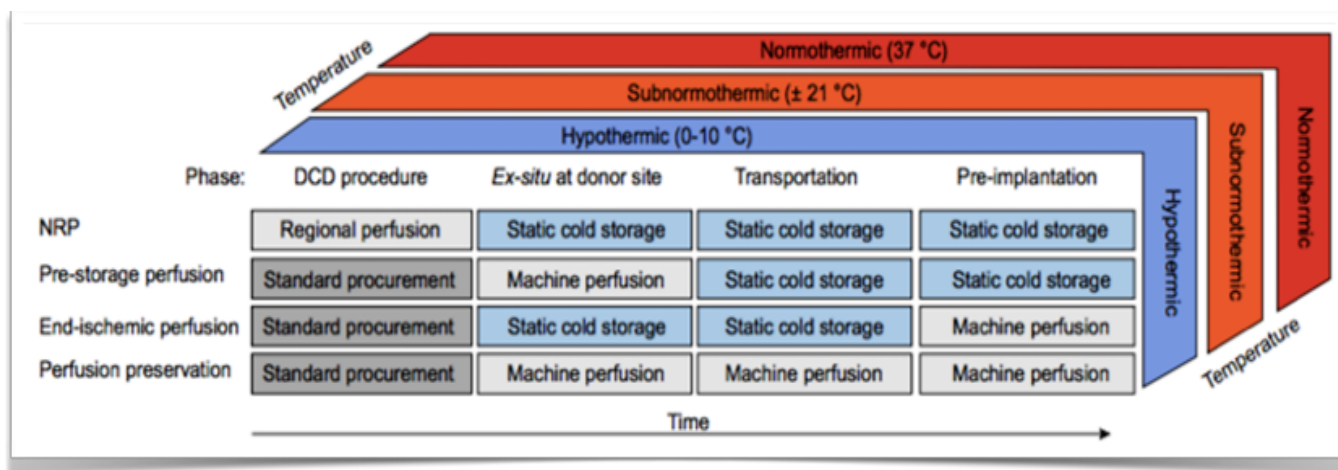 Temperature
Normothermic (37 °C)
Subnormothermic (± 21 °C)
Hypothermic (0-10 °C)
Phase: DCD procedure Ex-situ at donor site Transportation Pre-implantation
NRP Regional perfusion Static cold storage Static cold storage Static cold storage
Pre-storage perfusion Standard procurement Machine perfusion Static cold storage Static cold storage
End-ischemic perfusion Standard procurement Static cold storage Static cold storage Machine perfusion
Perfusion preservation Standard procurement Machine perfusion Machine perfusion Machine perfusion
Hypothermic
Subnormothermic
Normothermic
Temperature
Time